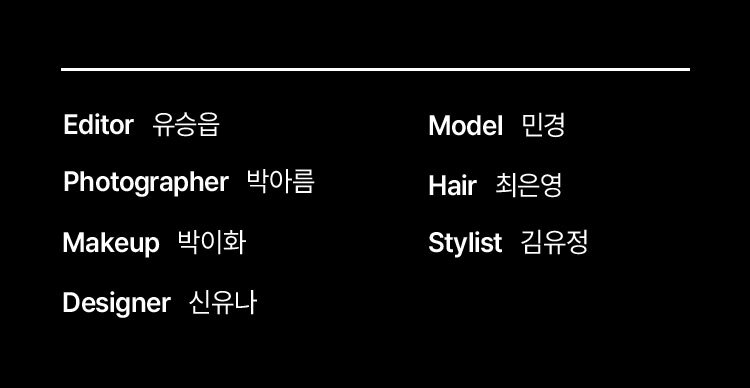 Editor 유승읍
Photographer 박아름
Makeup 박이화
Designer 신유나
Model 민경
Hair 최은영
Stylist 김유정